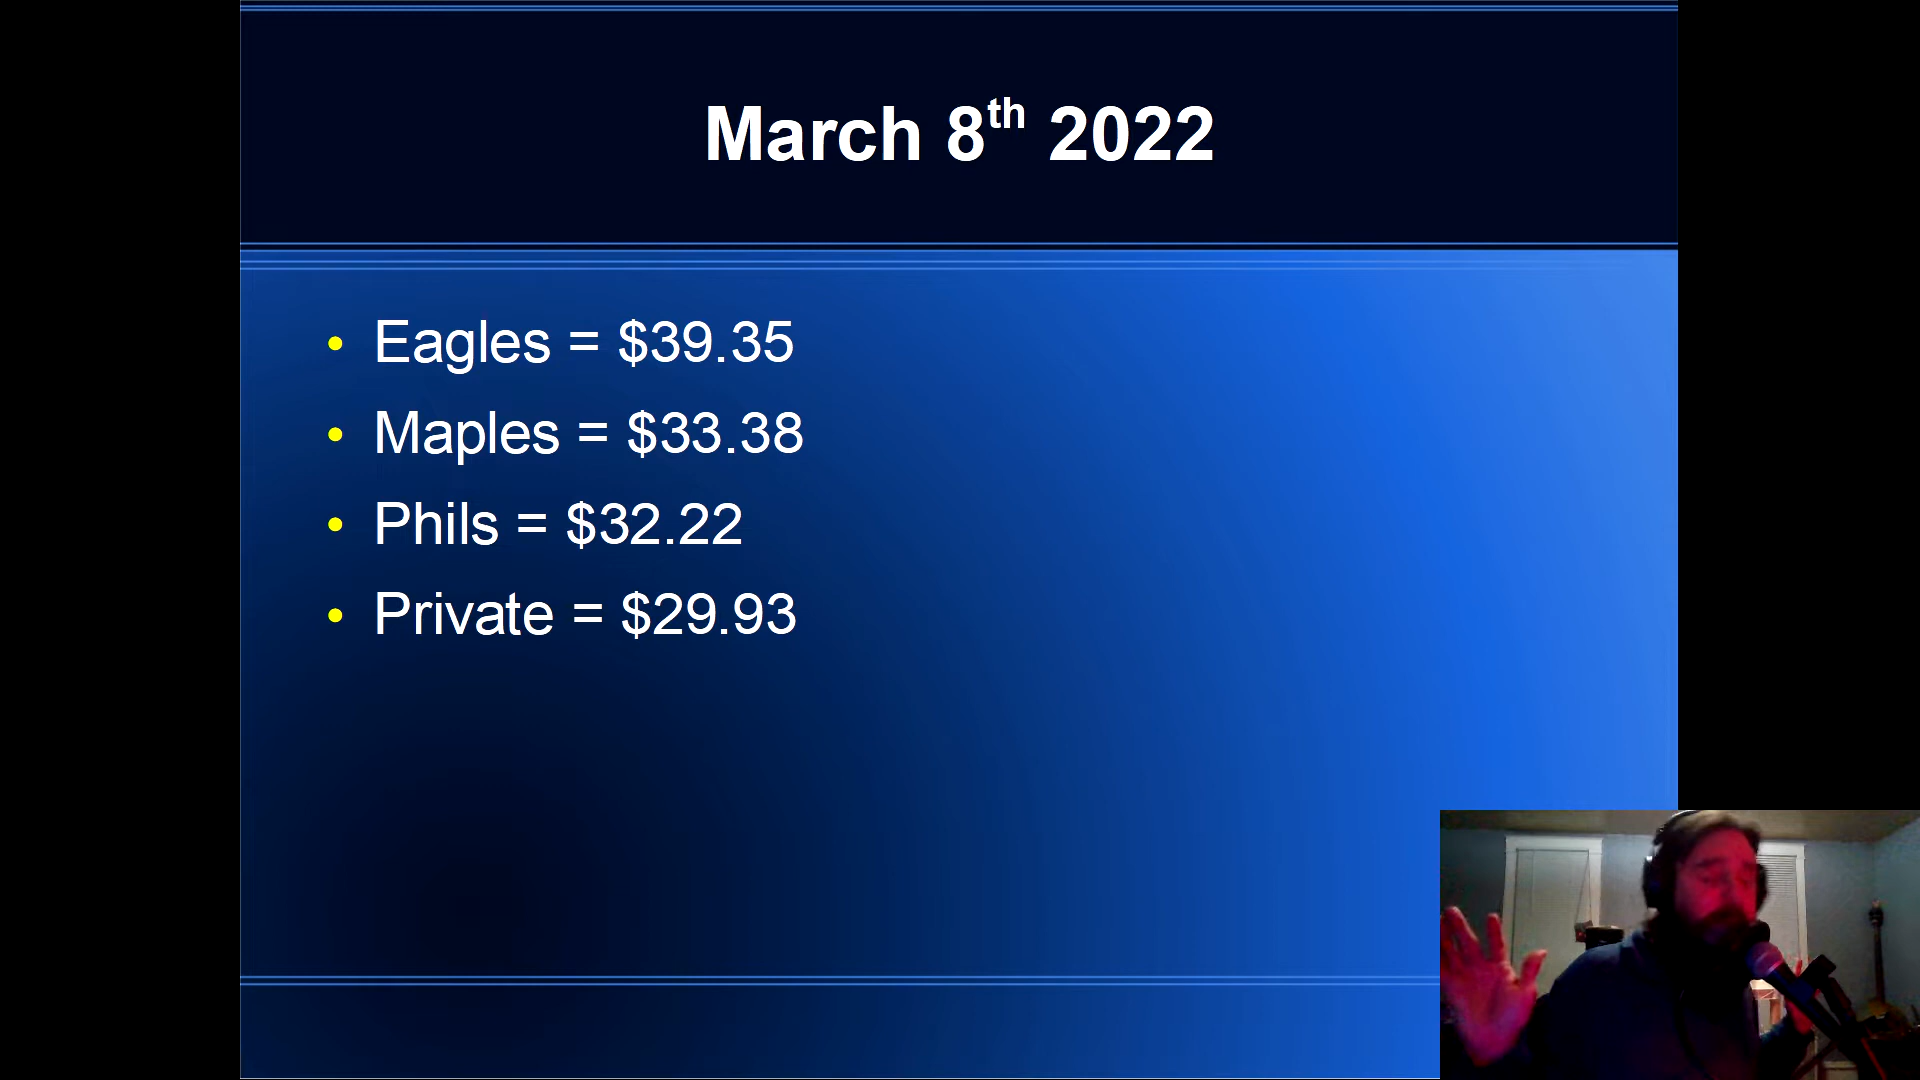 March 8th 2022
• Eagles = $39.35
• Maples = $33.38
• Phils = $32.22
• Private = $29.93